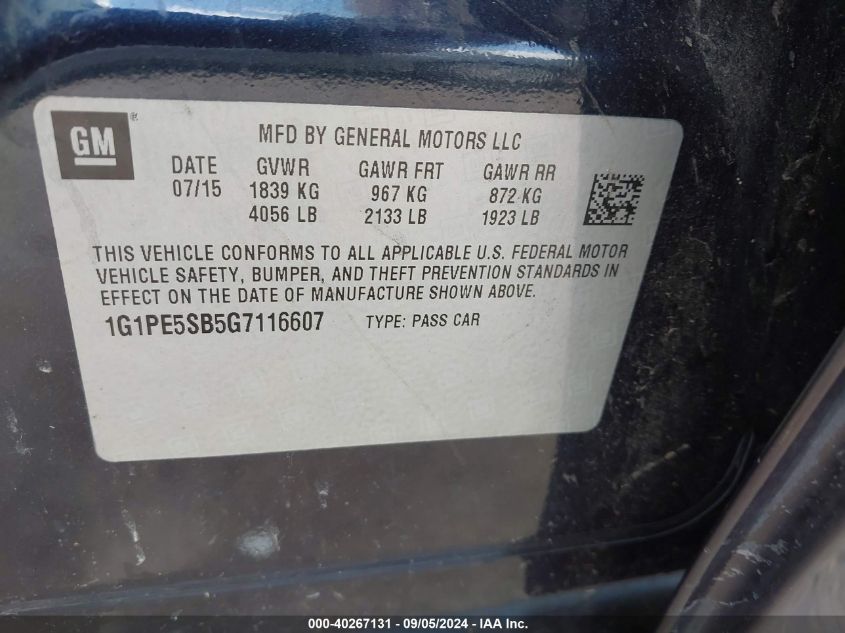 GM®
MFD BY GENERAL MOTORS LLC
DATE GVWR GAWR FRT GAWR RR
07/15 1839 KG 967 KG 872 KG
4056 LB 2133 LB 1923 LB
THIS VEHICLE CONFORMS TO ALL APPLICABLE U.S. FEDERAL MOTOR
VEHICLE SAFETY, BUMPER, AND THEFT PREVENTION STANDARDS IN
EFFECT ON THE DATE OF MANUFACTURE SHOWN ABOVE.
1G1PE5SB5G7116607 TYPE: PASS CAR
000-40267131 - 09/05/2024 - IAAI.com